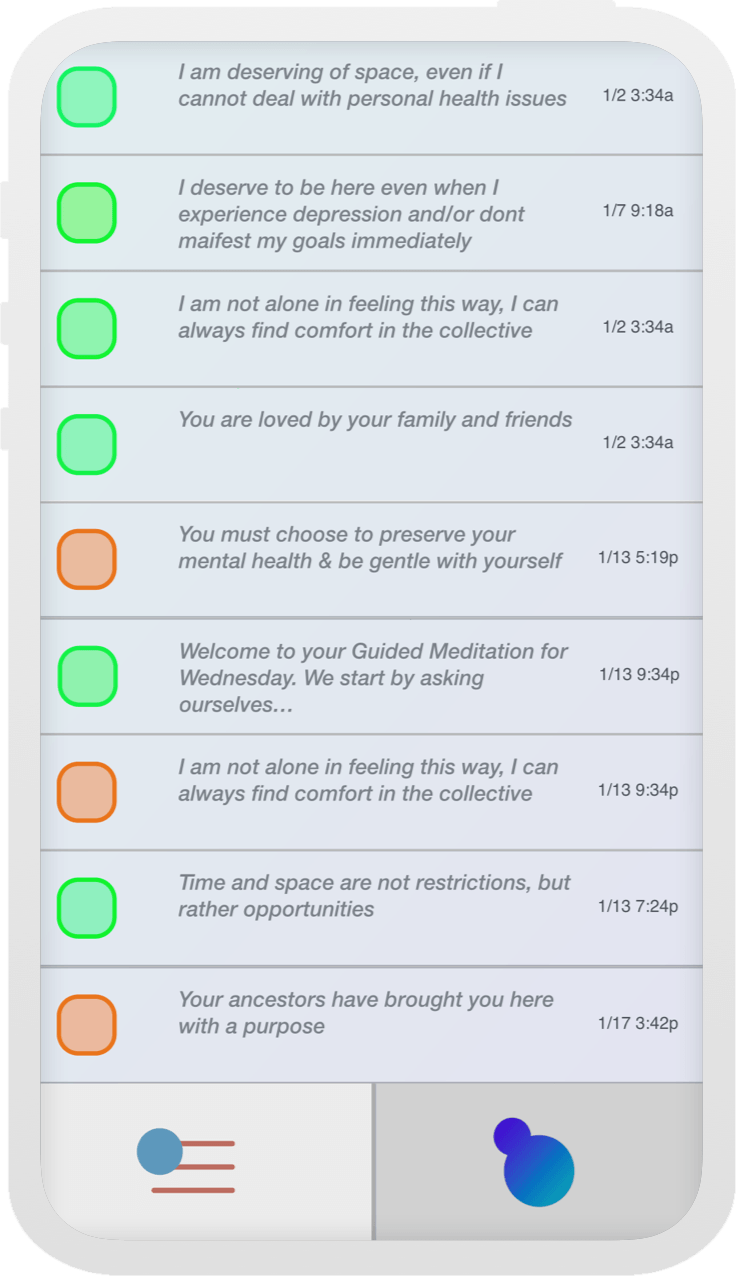 I am deserving of space, even if I
cannot deal with personal health issues
1/2 3:34a
I deserve to be here even when I
experience depression and/or dont
maifest my goals immediately
1/7 9:18a
I am not alone in feeling this way, I can
always find comfort in the collective
1/2 3:34a
You are loved by your family and friends
1/2 3:34a
You must choose to preserve your
mental health & be gentle with yourself
1/13 5:19p
Welcome to your Guided Meditation for
Wednesday. We start by asking
ourselves...
1/13 9:34p
I am not alone in feeling this way, I can
always find comfort in the collective
1/13 9:34p
Time and space are not restrictions, but
rather opportunities
1/13 7:24p
Your ancestors have brought you here
with a purpose
1/17 3:42p